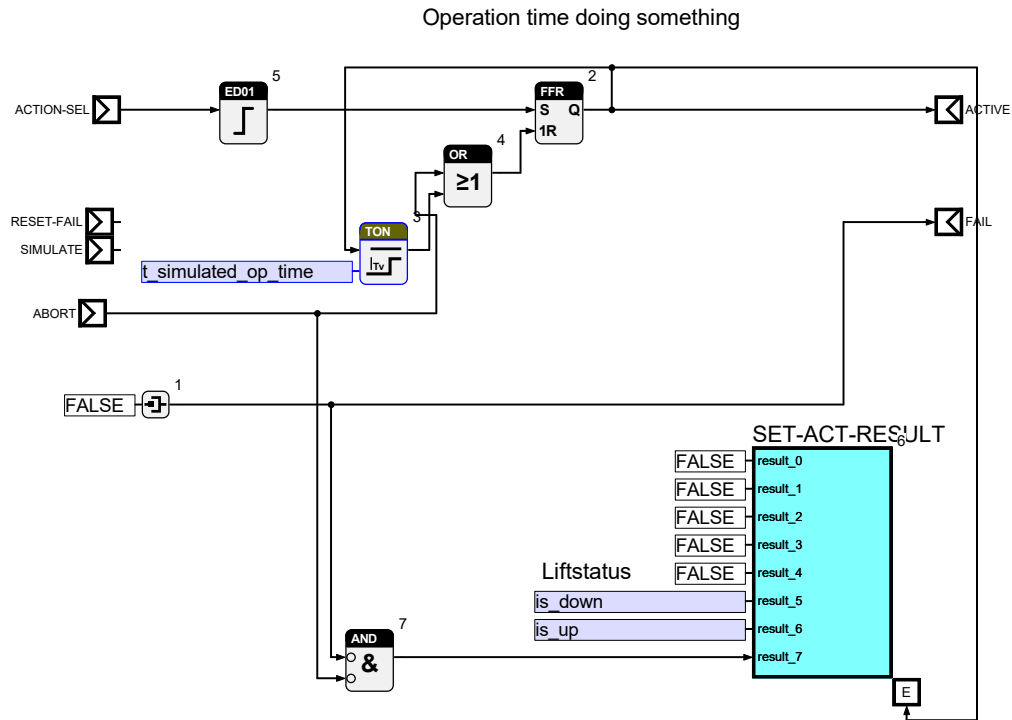 Operation time doing something
5
2
ED01
FFR
ACTION-SEL
S Q
ACTIVE
1R
4
OR
≥1
RESET-FAIL
3
FAIL
TON
SIMULATE
Tv
t_simulated_op_time
ABORT
1
FALSE
SET-ACT-RESULT
6
FALSE result_0
FALSE result_1
FALSE result_2
FALSE result_3
Liftstatus
FALSE result_4
is_down result_5
is_up result_6
7
AND
&
result_7
E